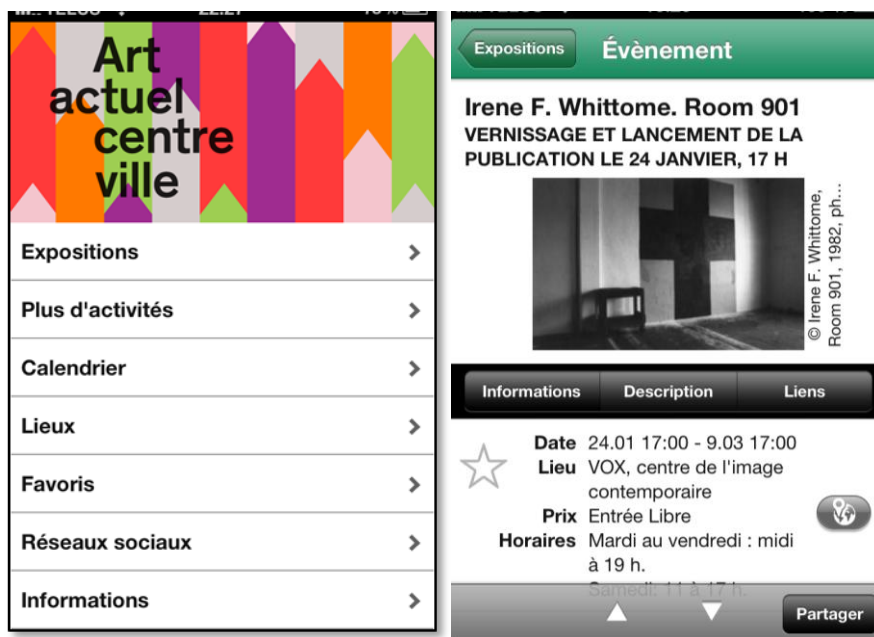 Art
actuel
centre
ville
Expositions
Plus d'activités
Calendrier
Lieux
Favoris
Réseaux sociaux
Informations
Expositions
Évènement
Irene F. Whittome. Room 901
VERNISSAGE ET LANCEMENT DE LA
PUBLICATION LE 24 JANVIER, 17 H
© Irene F. Whittome,
Room 901, 1982, ph...
Informations Description Liens
Date 24.01 17:00 - 9.03 17:00
Lieu VOX, centre de l'image
contemporaire
Prix Entrée Libre
Horaires Mardi au vendredi : midi
à 19 h.
Samedi: 11 à 17 h.
Partager